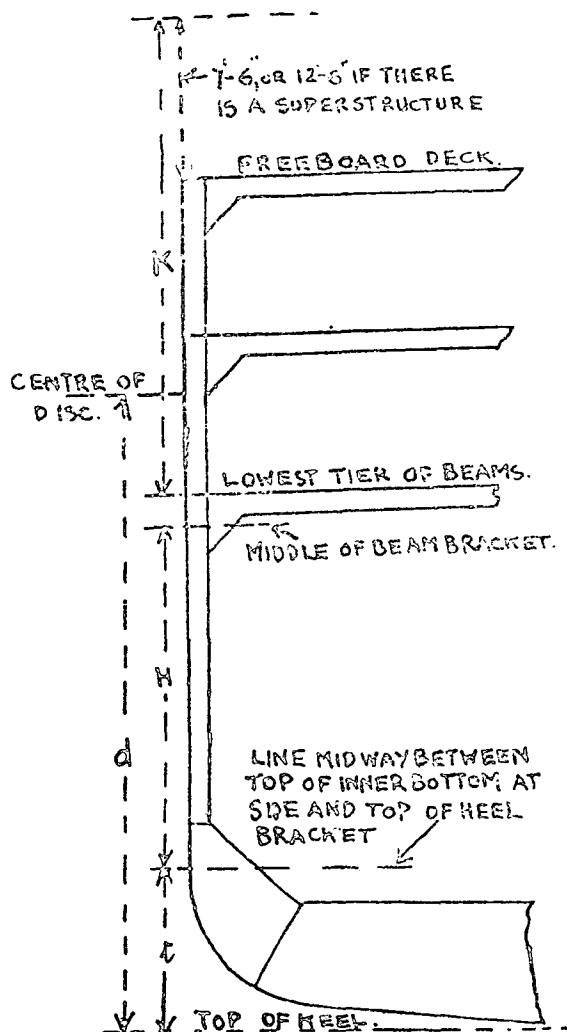 7'-6", OR 12'-6" IF THERE
IS A SUPERSTRUCTURE
FREEBOARD DECK.
K
CENTRE OF
DISC.
LOWEST TIER OF BEAMS.
MIDDLE OF BEAM BRACKET.
H
d
LINE MIDWAY BETWEEN
TOP OF INNER BOTTOM AT
SIDE AND TOP OF HEEL
BRACKET
TOP OF KEEL.